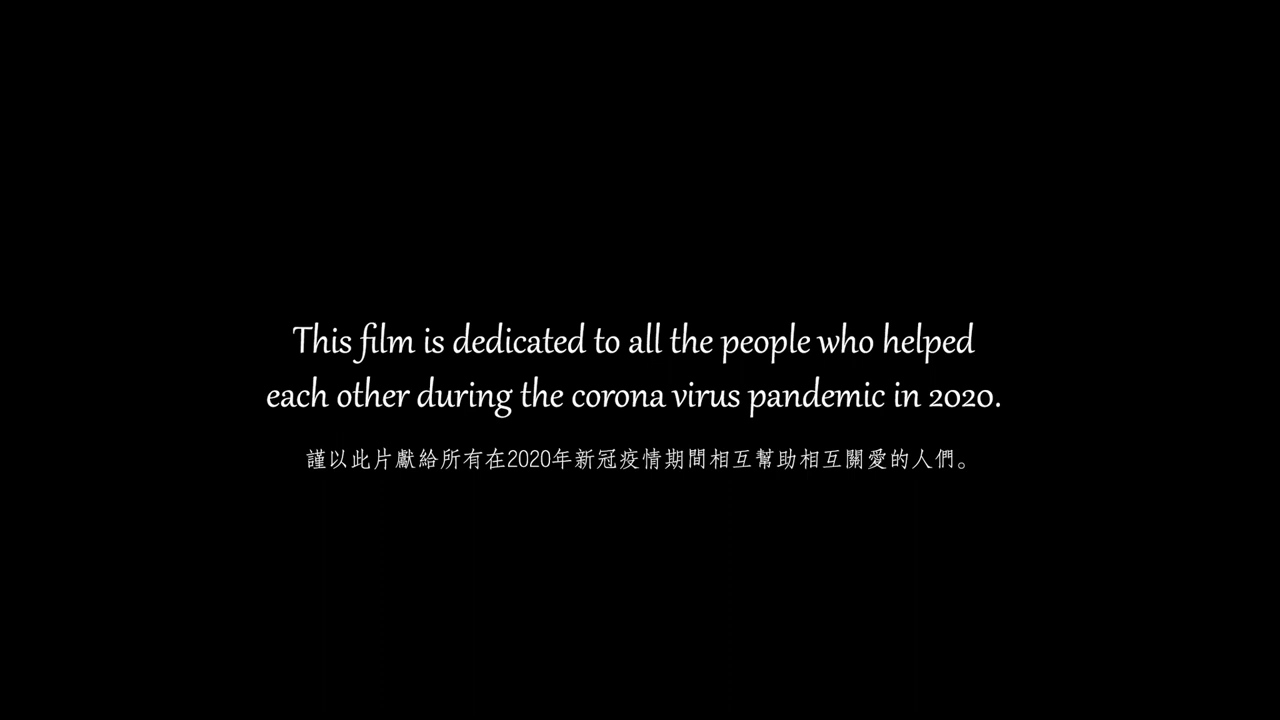 This film is dedicated to all the people who helped
each other during the corona virus pandemic in 2020.
謹以此片獻給所有在2020年新冠疫情期間相互幫助相互關愛的人們。